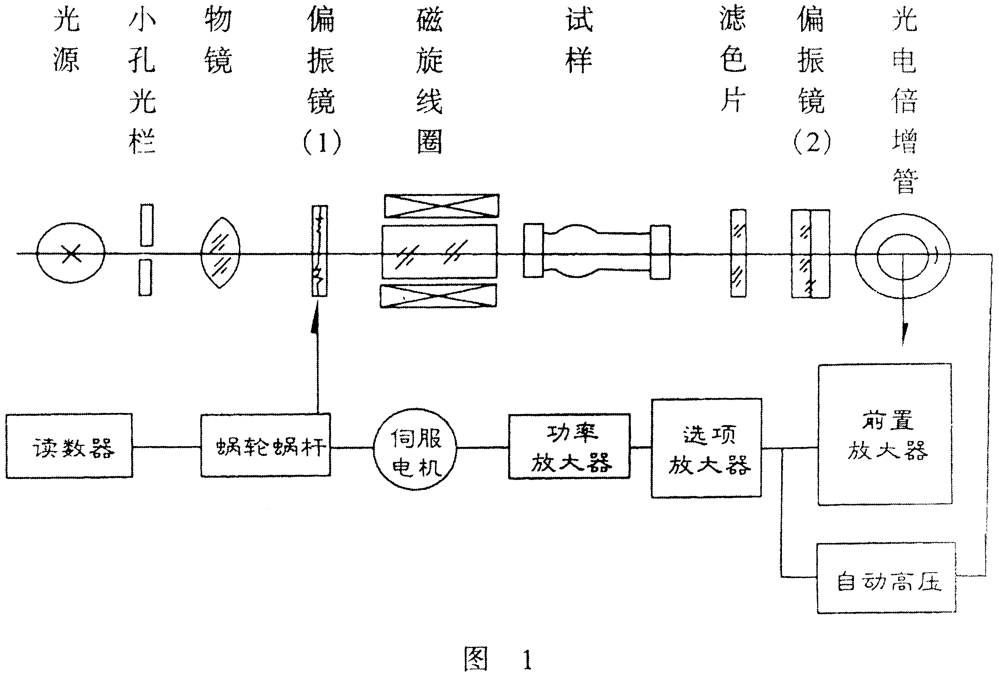 光源
小孔光栏
物镜
偏振镜(1)
磁旋线圈
试样
滤色片
偏振镜(2)
光电倍增管
读数器
蜗轮蜗杆
伺服
电机
功率
放大器
选项
放大器
前置
放大器
自动高压
图 1